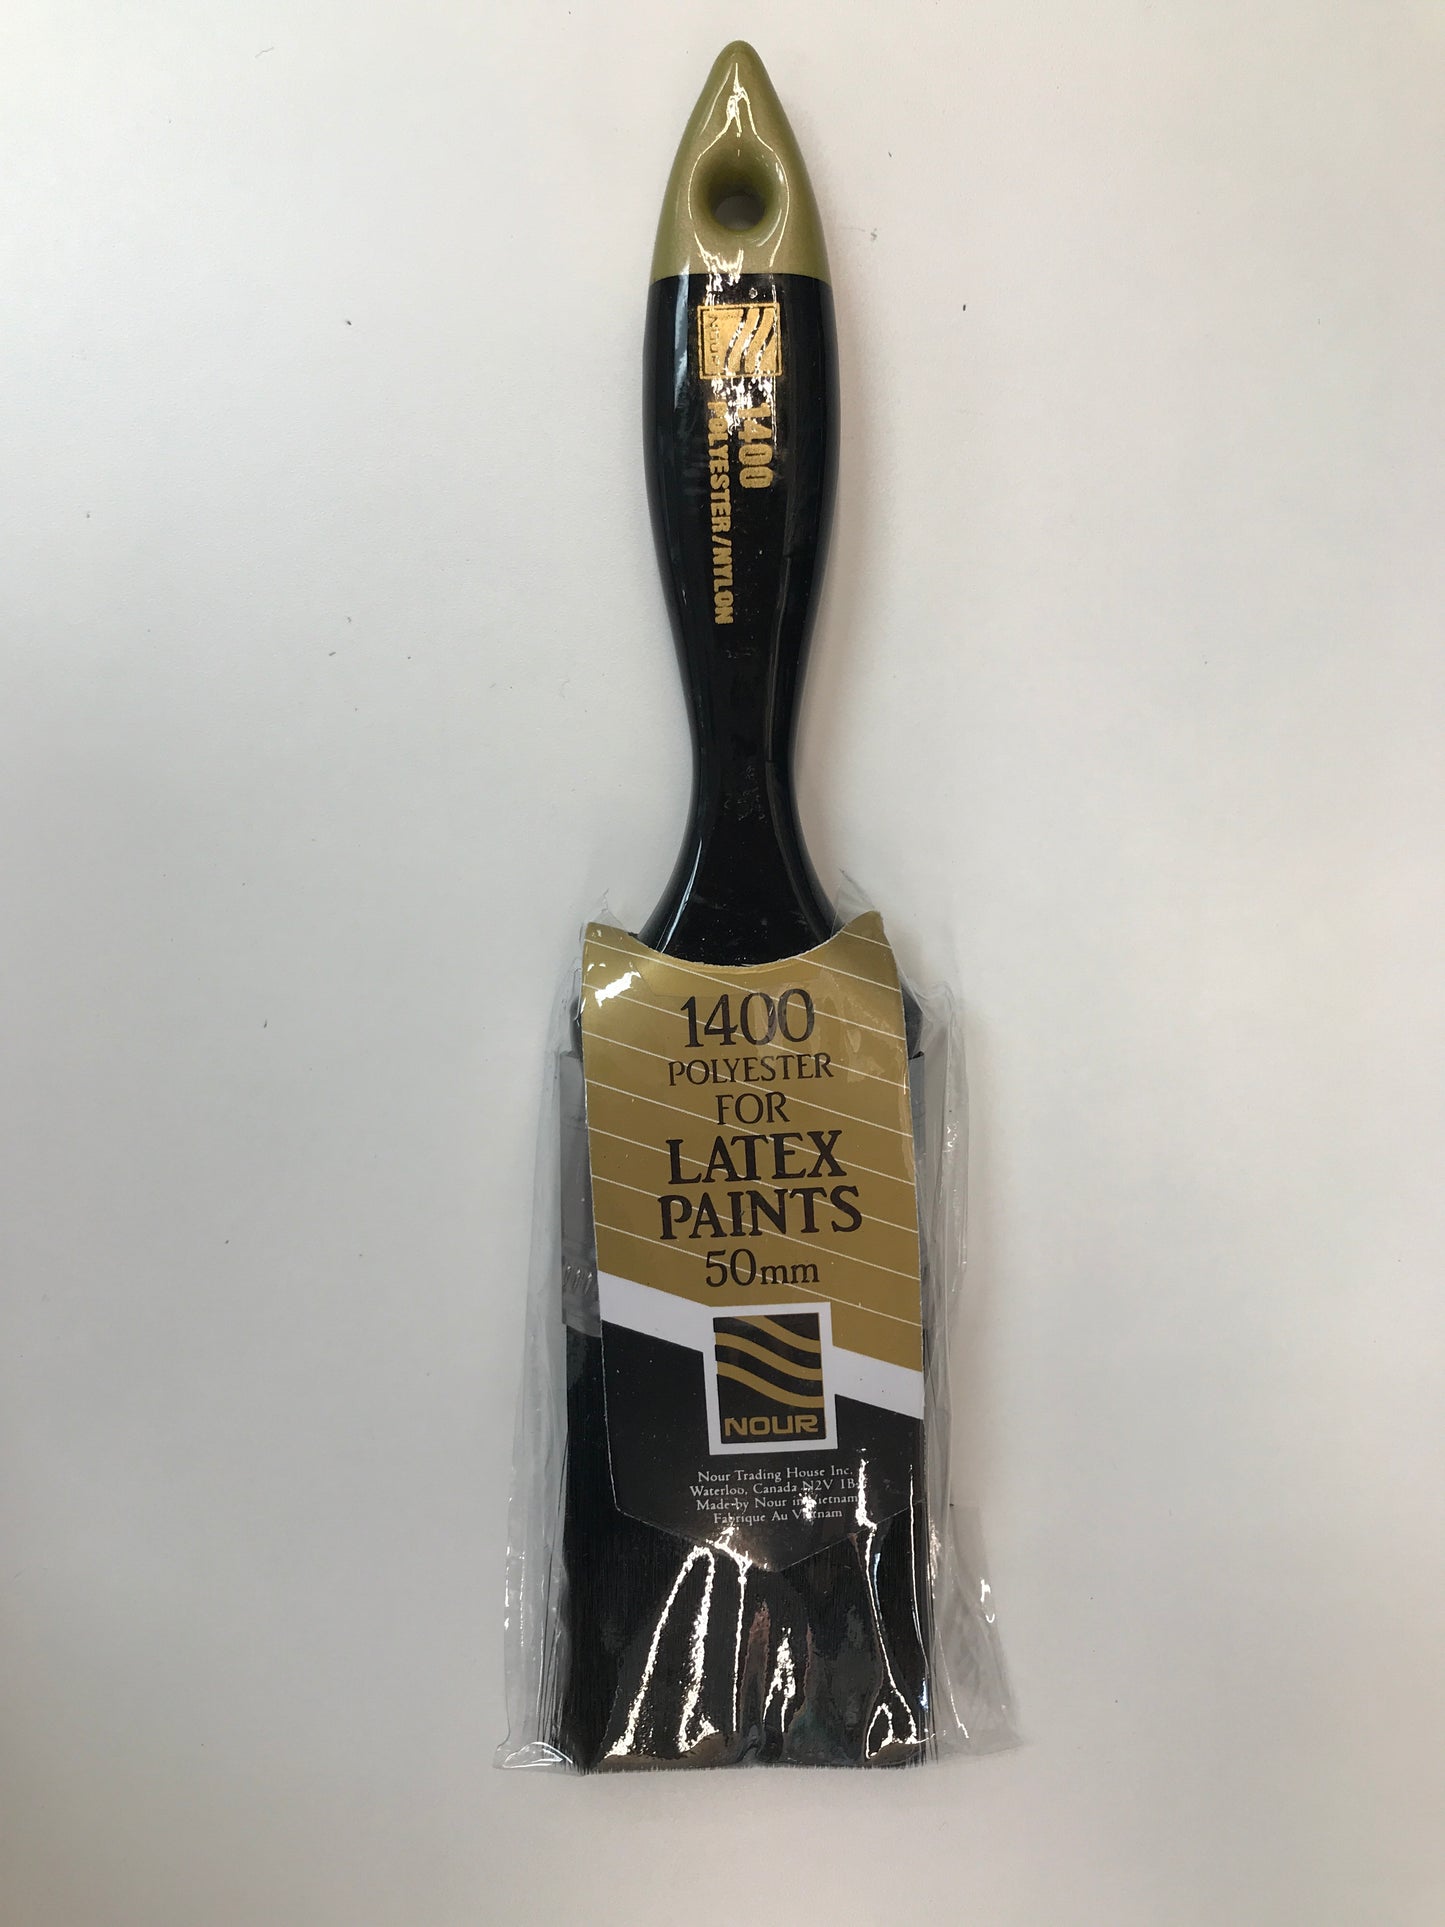 NOUR
1400
POLYESTER/NYLON
1400
POLYESTER
FOR
LATEX
PAINTS
50mm
NOUR
Nour Trading House Inc.
Waterloo, Canada N2V
Made by Nour in Vietnam
Fabrique Au Vietnam